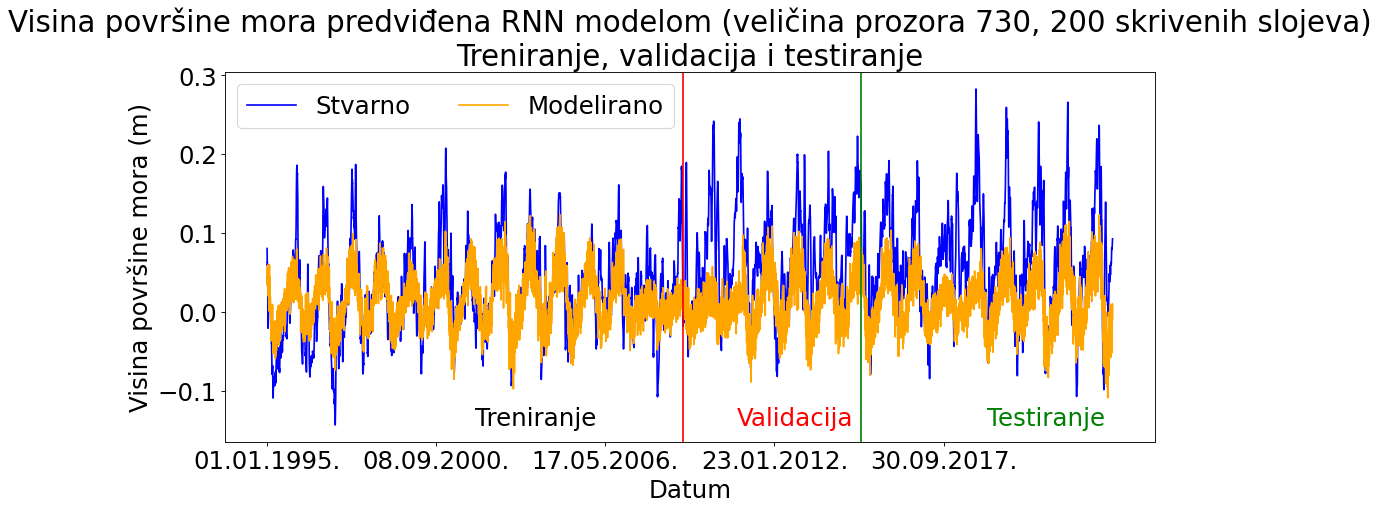 Visina površine mora predviđena RNN modelom (veličina prozora 730, 200 skrivenih slojeva)
Treniranje, validacija i testiranje
Stvarno
Modelirano
Visina površine mora (m)
0.3
0.2
0.1
0.0
−0.1
Treniranje
Validacija
Testiranje
01.01.1995.
08.09.2000.
17.05.2006.
23.01.2012.
30.09.2017.
Datum